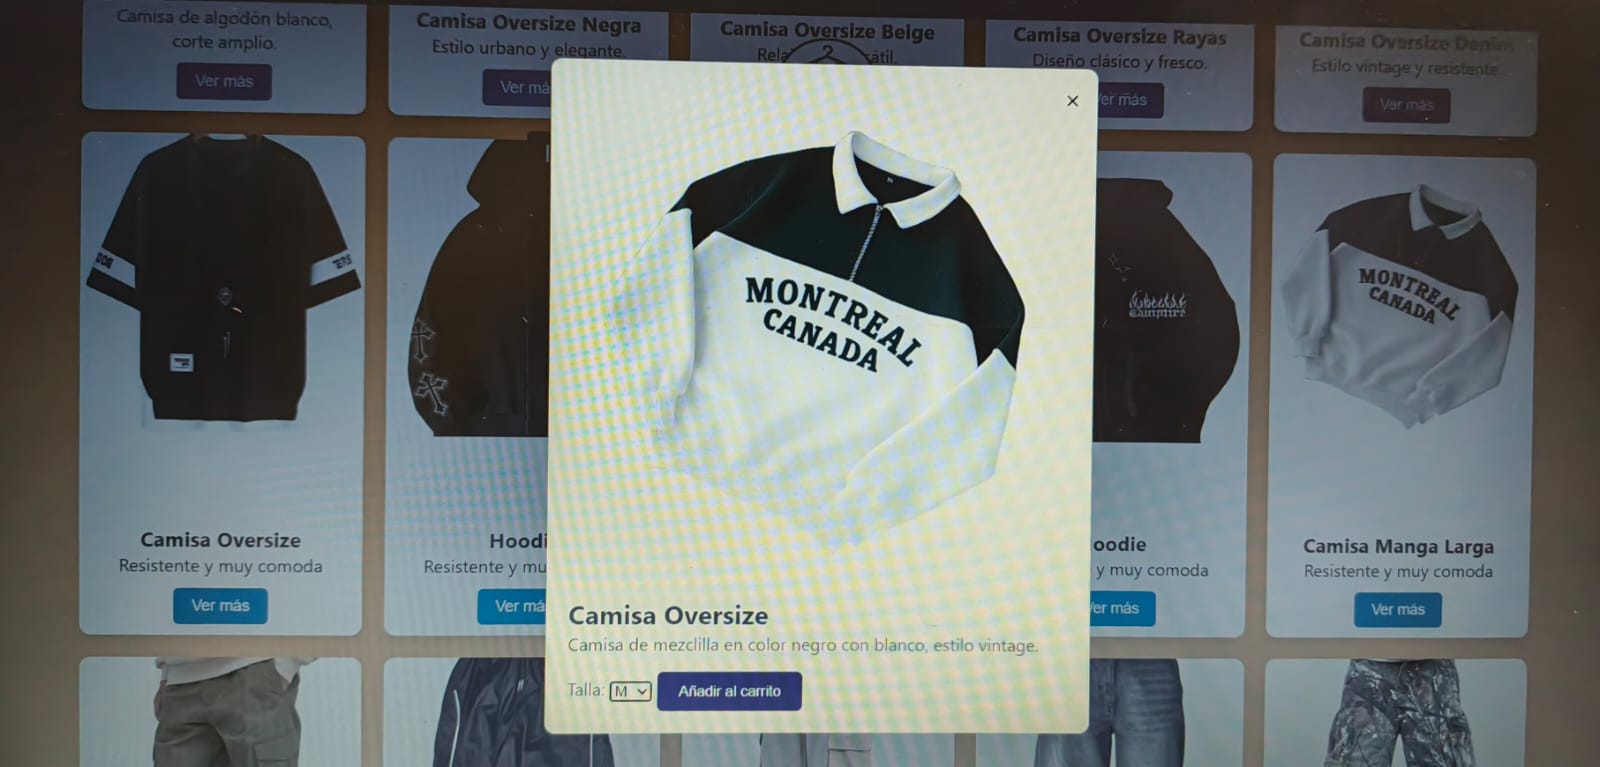 Camisa de algodón blanco,
corte amplio.
Ver más
Camisa Oversize Negra
Estilo urbano y elegante.
Ver má
Camisa Oversize Beige
Rela
átil.
Camisa Oversize Rayas
Diseño clásico y fresco.
er más
Camisa Oversize Denim
Estilo vintage y resistente.
Ver más
×
MONTREAL
CANADA
MONTREAL
CANADA
Camisa Oversize
Resistente y muy comoda
Ver más
Hoodi
Resistente y mu
Ver má
oodie
y muy comoda
er más
Camisa Manga Larga
Resistente y muy comoda
Ver más
Camisa Oversize
Camisa de mezclilla en color negro con blanco, estilo vintage.
Talla: M
Añadir al carrito